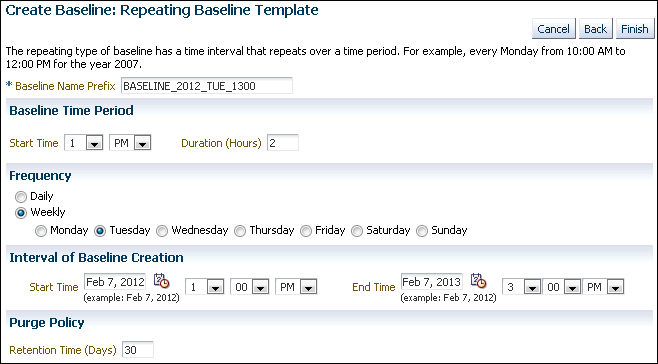 Create Baseline: Repeating Baseline Template
Cancel Back Finish
The repeating type of baseline has a time interval that repeats over a time period. For example, every Monday from 10:00 AM to
12:00 PM for the year 2007.
* Baseline Name Prefix BASELINE_2012_TUE_1300
Baseline Time Period
Start Time 1 PM Duration (Hours) 2
Frequency
Daily
Weekly
Monday Tuesday Wednesday Thursday Friday Saturday Sunday
Interval of Baseline Creation
Start Time Feb 7, 2012 1 00 PM End Time Feb 7, 2013 3 00 PM
(example: Feb 7, 2012) (example: Feb 7, 2012)
Purge Policy
Retention Time (Days) 30